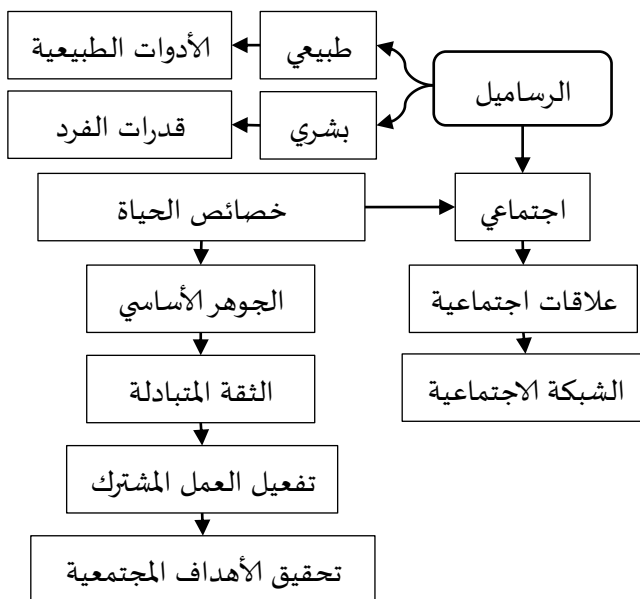 الرساميل
طبيعي
الأدوات الطبيعية
بشري
قدرات الفرد
اجتماعي
خصائص الحياة
علاقات اجتماعية
الجوهر الأساسي
الشبكة الاجتماعية
الثقة المتبادلة
تفعيل العمل المشترك
تحقيق الأهداف المجتمعية